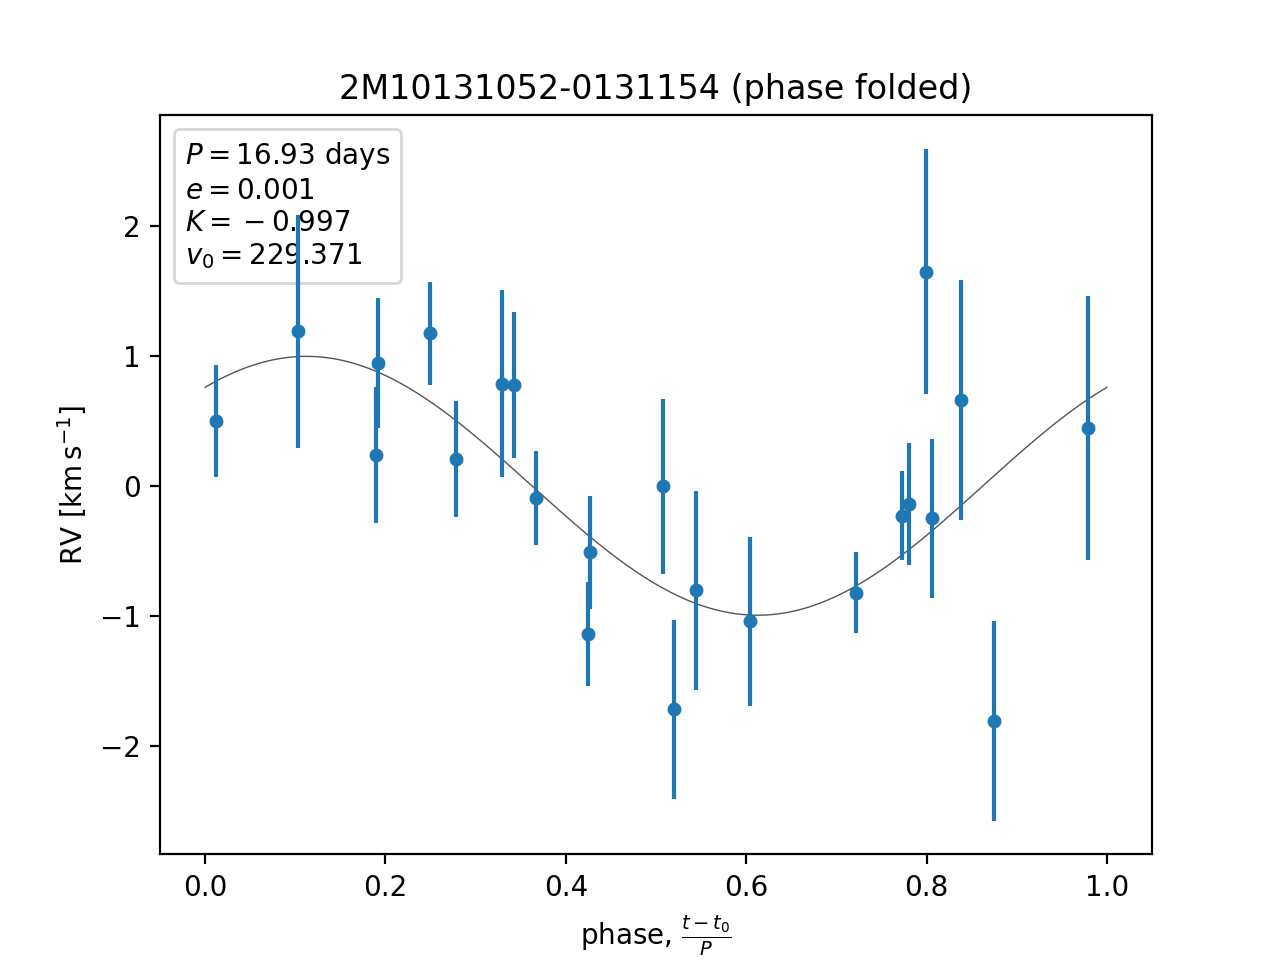 2M10131052-0131154 (phase folded)
P = 16.93 days
e = 0.001
K = −0.997
v₀ = 229.371
RV [km s⁻¹]
2
1
0
−1
−2
0.0 0.2 0.4 0.6 0.8 1.0
phase, (t − t₀)/P